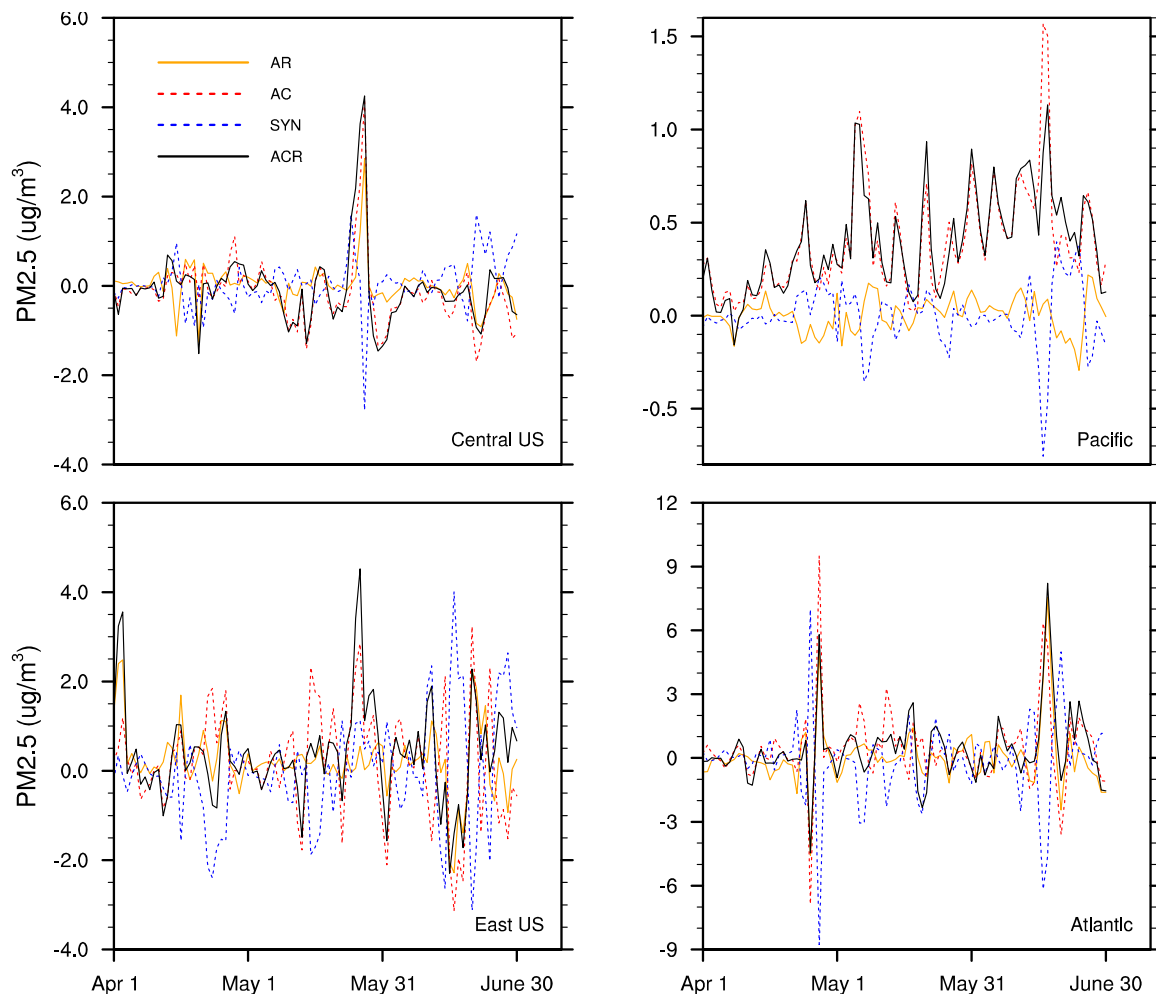 6.0
4.0
2.0
0.0
-2.0
-4.0
PM2.5 (ug/m³)
AR
AC
SYN
ACR
Central US
1.5
1.0
0.5
0.0
-0.5
Pacific
6.0
4.0
2.0
0.0
-2.0
-4.0
PM2.5 (ug/m³)
East US
Apr 1 May 1 May 31 June 30
12
9
6
3
0
-3
-6
-9
Atlantic
Apr 1 May 1 May 31 June 30